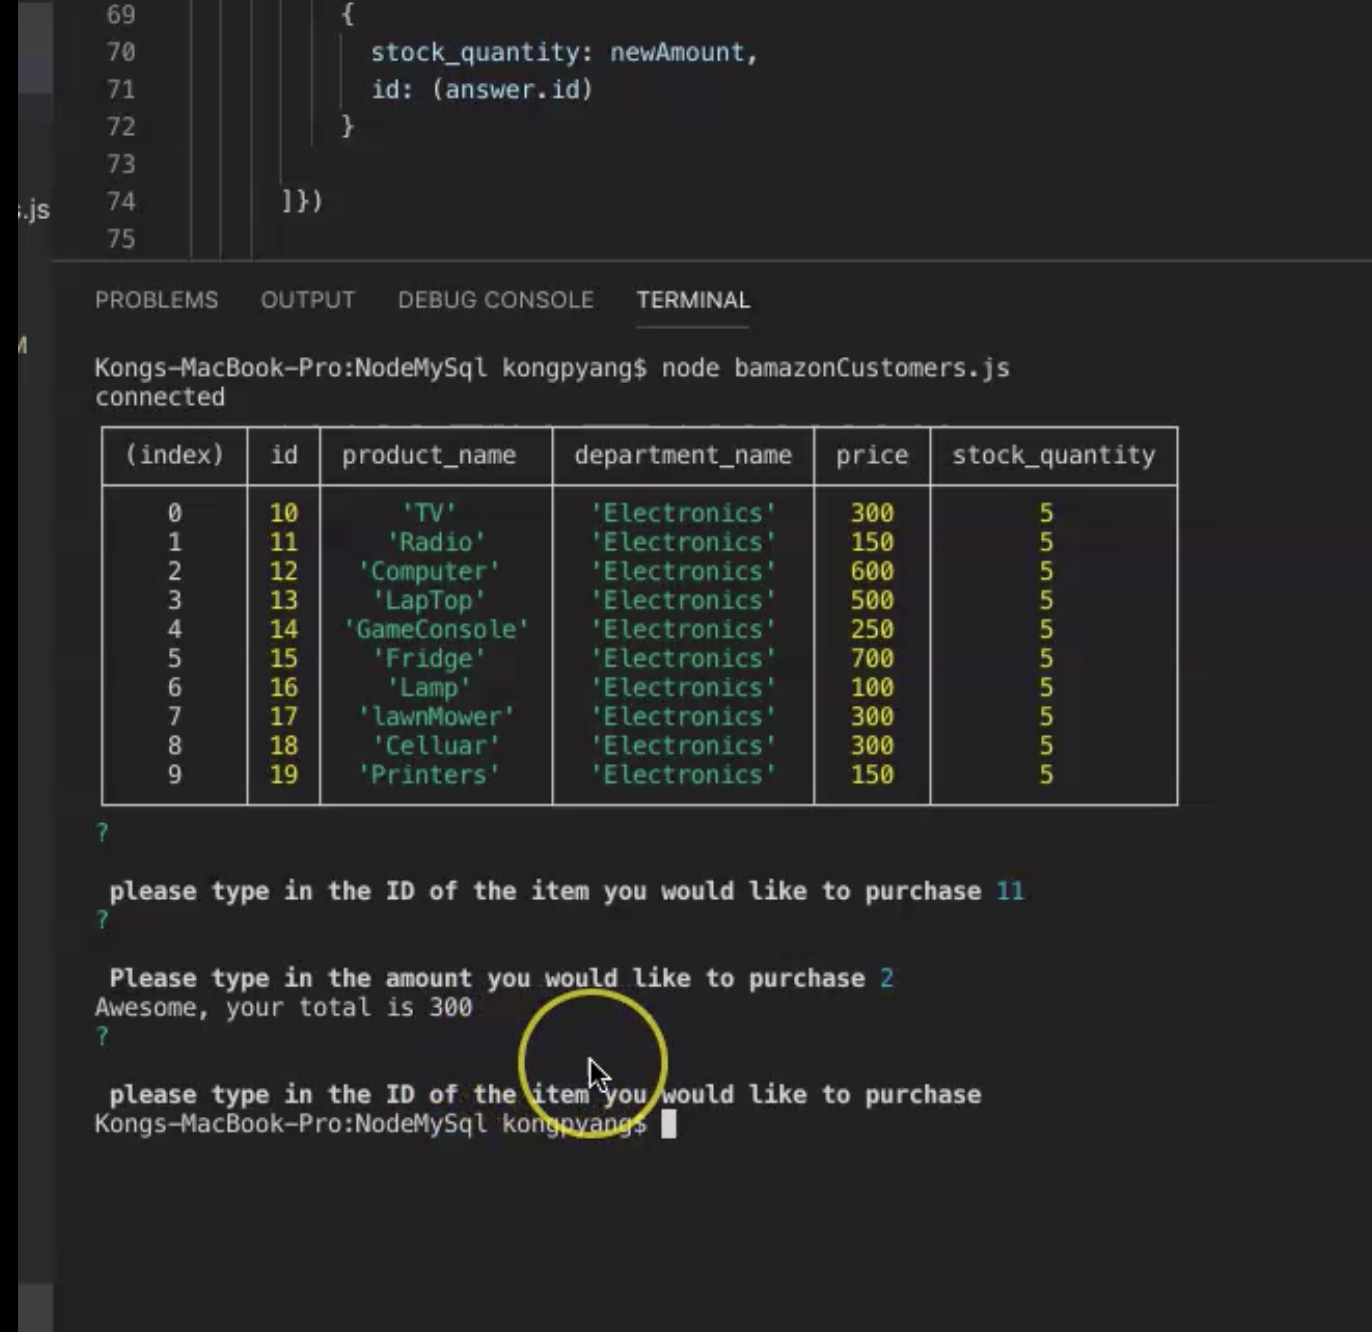 69 {
70 stock_quantity: newAmount,
71 id: (answer.id)
72 }
73
74 ]})
75
.js
M
PROBLEMS OUTPUT DEBUG CONSOLE TERMINAL
Kongs-MacBook-Pro:NodeMySql kongpyang$ node bamazonCustomers.js
connected
(index) id product_name department_name price stock_quantity
0 10 'TV' 'Electronics' 300 5
1 11 'Radio' 'Electronics' 150 5
2 12 'Computer' 'Electronics' 600 5
3 13 'LapTop' 'Electronics' 500 5
4 14 'GameConsole' 'Electronics' 250 5
5 15 'Fridge' 'Electronics' 700 5
6 16 'Lamp' 'Electronics' 100 5
7 17 'lawnMower' 'Electronics' 300 5
8 18 'Celluar' 'Electronics' 300 5
9 19 'Printers' 'Electronics' 150 5
?
please type in the ID of the item you would like to purchase 11
?
Please type in the amount you would like to purchase 2
Awesome, your total is 300
?
please type in the ID of the item you would like to purchase
Kongs-MacBook-Pro:NodeMySql kongpyang$